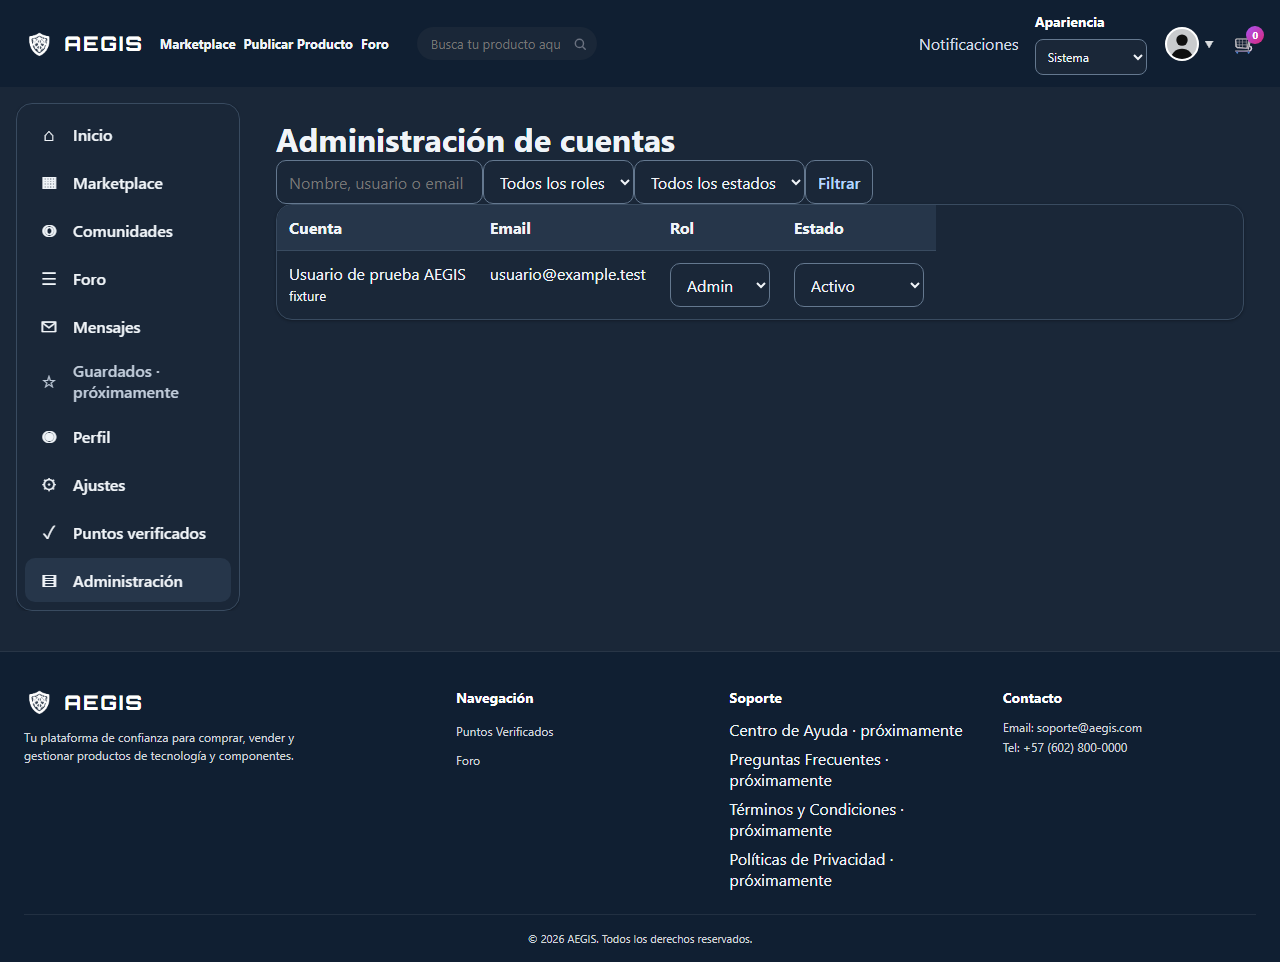 AEGIS
Marketplace Publicar Producto Foro
Busca tu producto aqu
Notificaciones
Apariencia
Sistema
0
Inicio
Marketplace
Comunidades
Foro
Mensajes
Guardados ·
próximamente
Perfil
Ajustes
Puntos verificados
Administración
Administración de cuentas
Nombre, usuario o email
Todos los roles
Todos los estados
Filtrar
Cuenta Email Rol Estado
Usuario de prueba AEGIS usuario@example.test Admin Activo
fixture
AEGIS
Tu plataforma de confianza para comprar, vender y
gestionar productos de tecnología y componentes.
Navegación
Puntos Verificados
Foro
Soporte
Centro de Ayuda · próximamente
Preguntas Frecuentes ·
próximamente
Términos y Condiciones ·
próximamente
Políticas de Privacidad ·
próximamente
Contacto
Email: soporte@aegis.com
Tel: +57 (602) 800-0000
© 2026 AEGIS. Todos los derechos reservados.